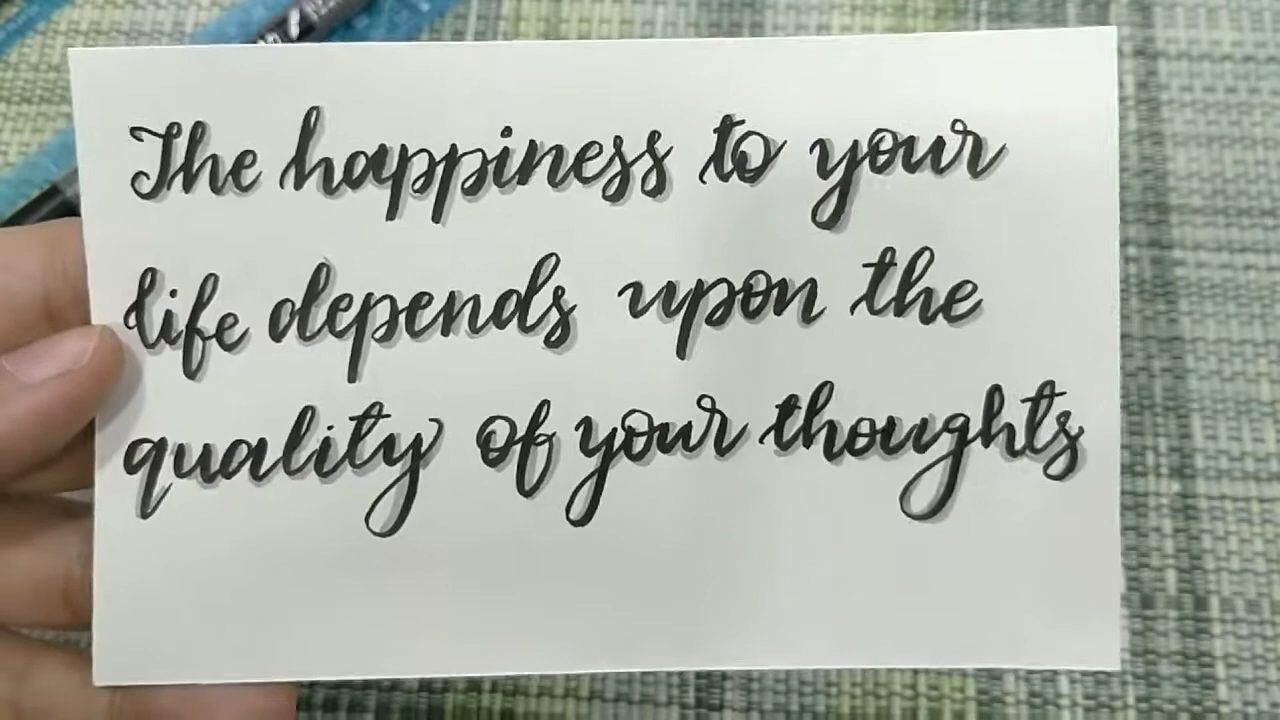 The happiness to your
life depends upon the
quality of your thoughts